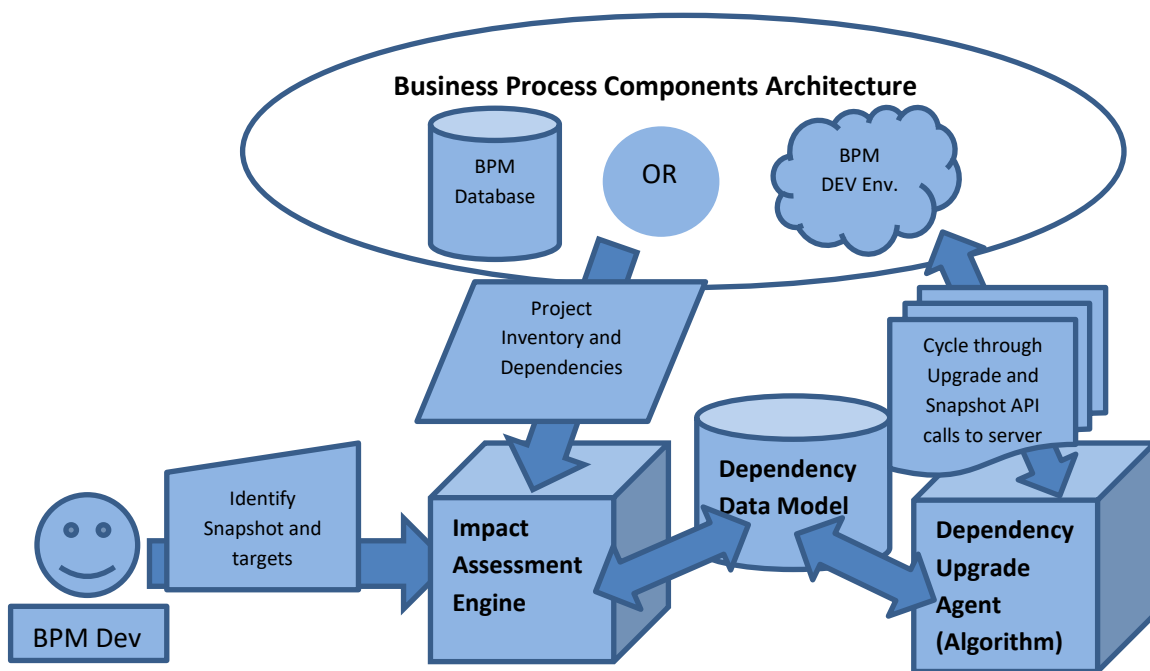 Business Process Components Architecture
BPM
Database
OR
BPM
DEV Env.
Project
Inventory and
Dependencies
Cycle through
Upgrade and
Snapshot API
calls to server
Identify
Snapshot and
targets
Impact
Assessment
Engine
Dependency
Data Model
Dependency
Upgrade
Agent
(Algorithm)
BPM Dev